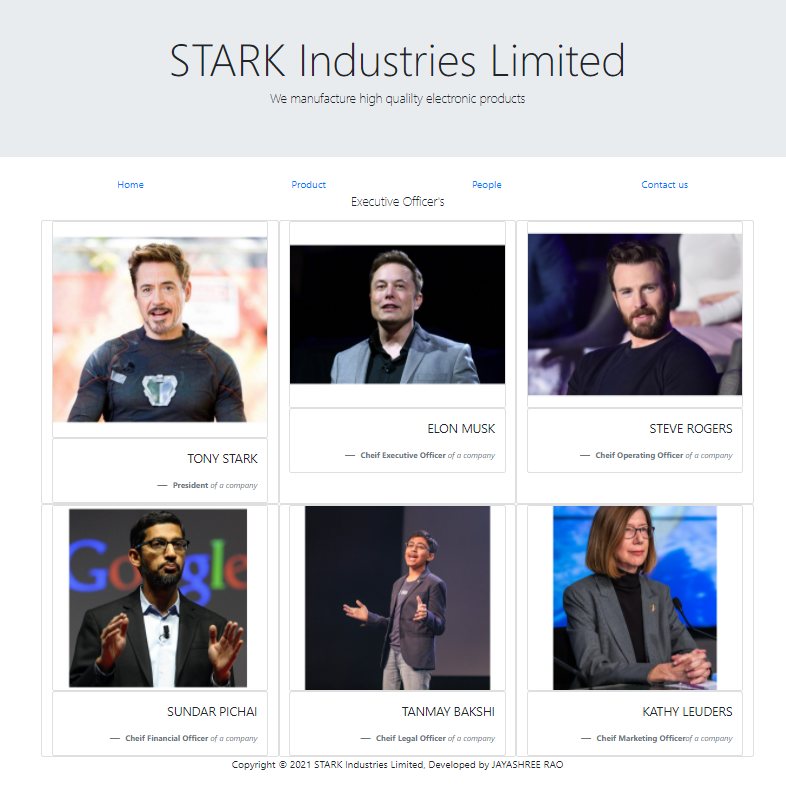 STARK Industries Limited
We manufacture high qualilty electronic products
Home Product People Contact us
Executive Officer's
TONY STARK
— President of a company
ELON MUSK
— Cheif Executive Officer of a company
STEVE ROGERS
— Cheif Operating Officer of a company
Google
SUNDAR PICHAI
— Cheif Financial Officer of a company
TANMAY BAKSHI
— Cheif Legal Officer of a company
KATHY LEUDERS
— Cheif Marketing Officerof a company
Copyright © 2021 STARK Industries Limited, Developed by JAYASHREE RAO